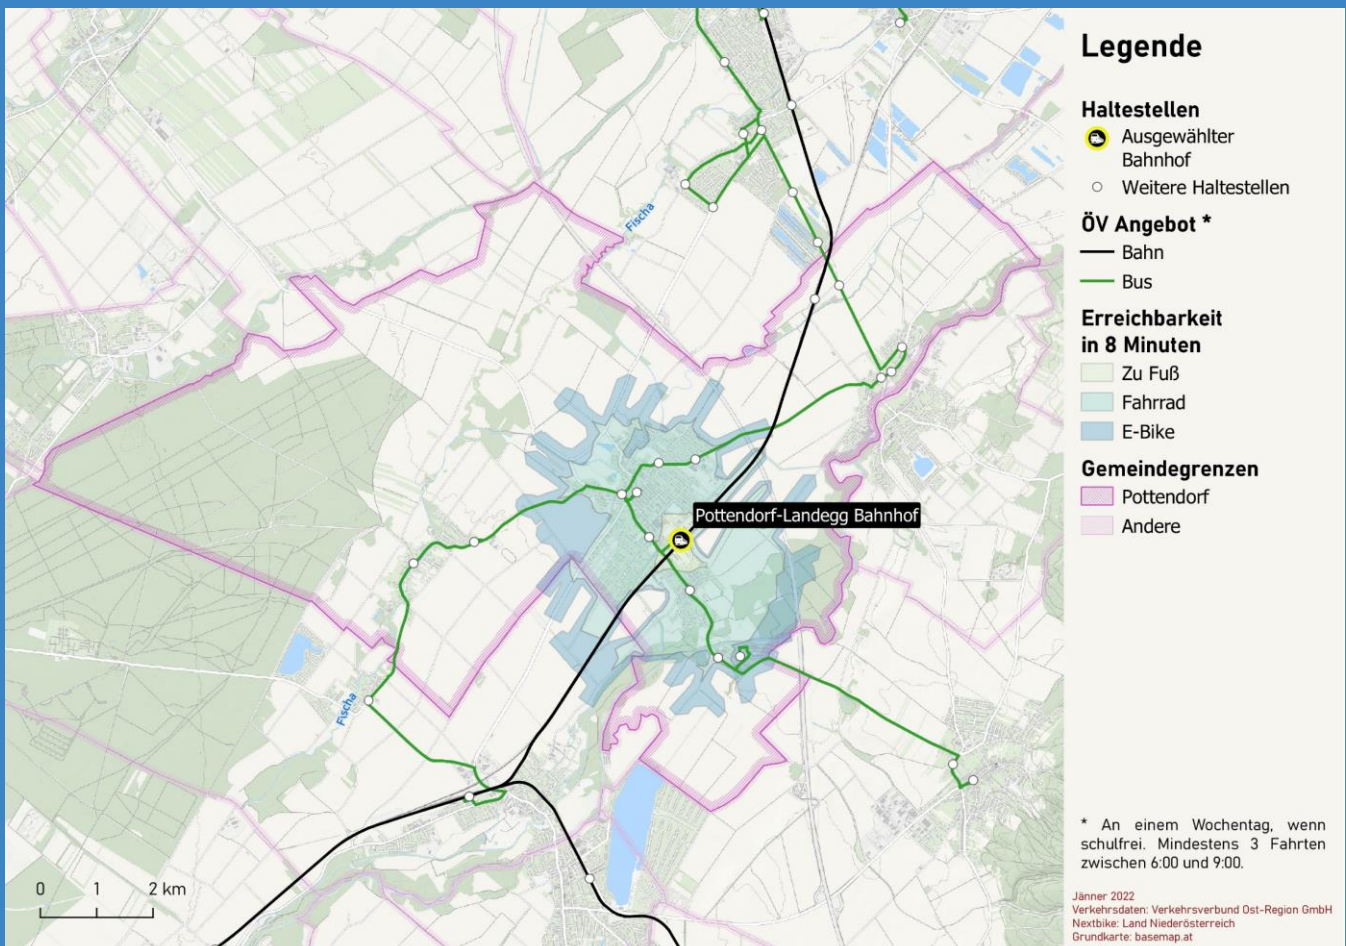 Legende
Haltestellen
Ausgewählter
Bahnhof
Weitere Haltestellen
ÖV Angebot *
Bahn
Bus
Erreichbarkeit
in 8 Minuten
Zu Fuß
Fahrrad
E-Bike
Gemeindegrenzen
Pottendorf
Andere
Fischa
Pottendorf-Landegg Bahnhof
Fischa
0 1 2 km
* An einem Wochentag, wenn
schulfrei. Mindestens 3 Fahrten
zwischen 6:00 und 9:00.
Jänner 2022
Verkehrsdaten: Verkehrsverbund Ost-Region GmbH
Nextbike: Land Niederösterreich
Grundkarte: basemap.at